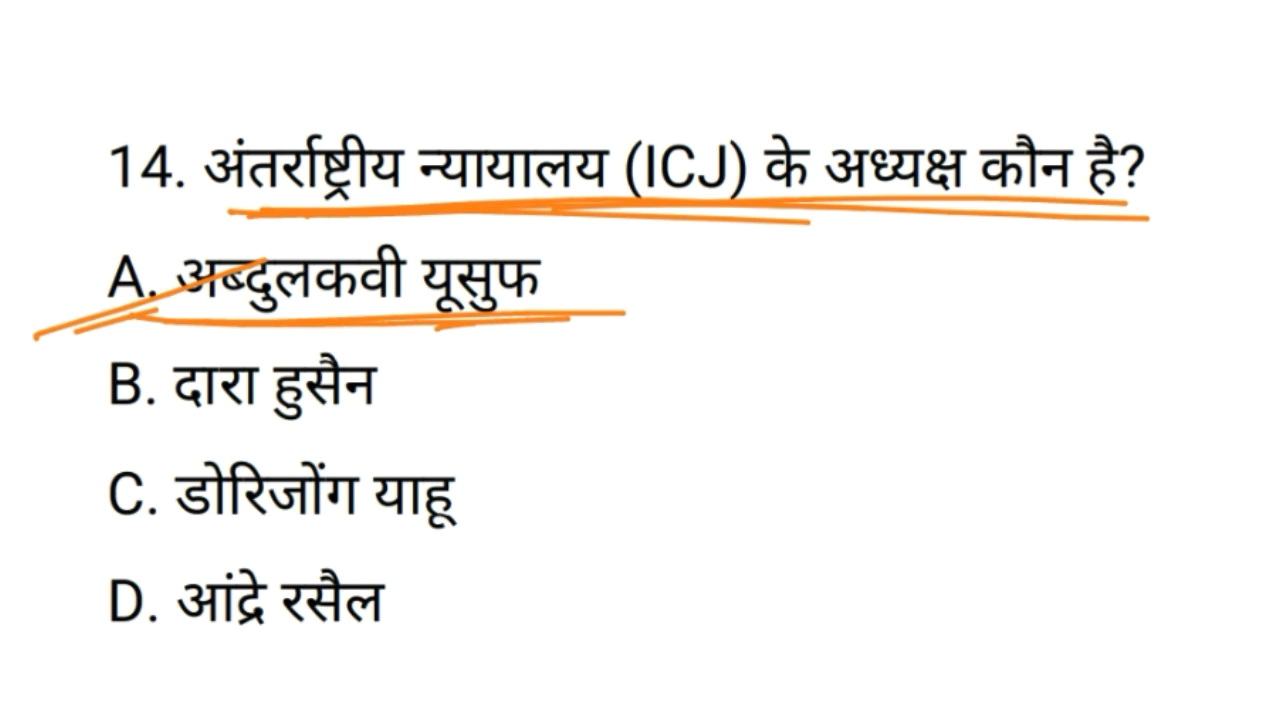 14. अंतर्राष्ट्रीय न्यायालय (ICJ) के अध्यक्ष कौन है?
A. अब्दुलकवी यूसुफ
B. दारा हुसैन
C. डोरिजोंग याहू
D. आंद्रे रसैल